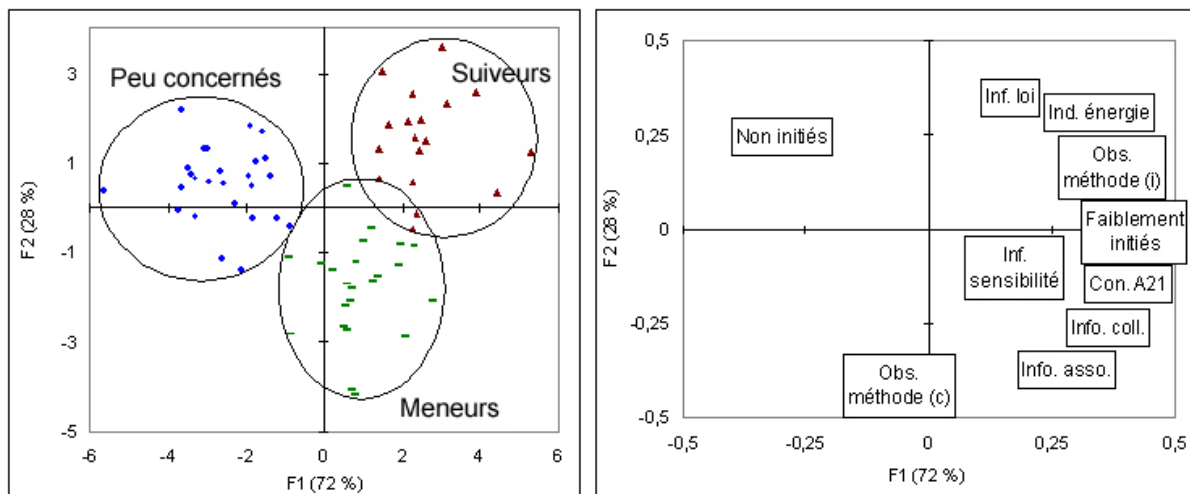 Peu concernés
Suiveurs
Meneurs
3
1
-1
-3
-5
-6
-4
-2
0
2
4
6
F2 (28 %)
F1 (72 %)
0,5
0,25
0
-0,25
-0,5
-0,5
-0,25
0
0,25
0,5
F2 (28 %)
F1 (72 %)
Non initiés
Inf. loi
Ind. énergie
Obs.
méthode (i)
Faiblement
initiés
Inf.
sensibilité
Con. A21
Info. coll.
Info. asso.
Obs.
méthode (c)